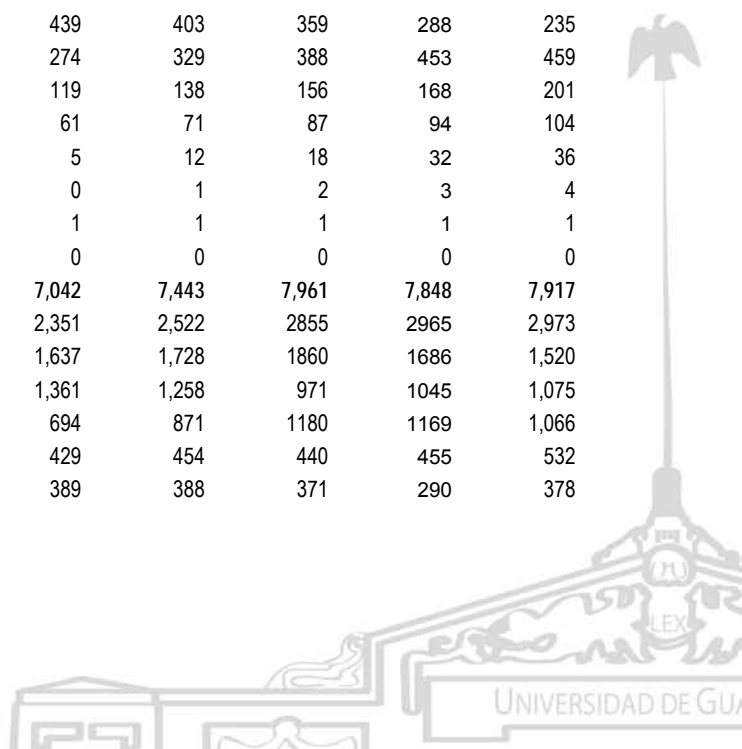 439 403 359 288 235
274 329 388 453 459
119 138 156 168 201
61 71 87 94 104
5 12 18 32 36
0 1 2 3 4
1 1 1 1 1
0 0 0 0 0
7,042 7,443 7,961 7,848 7,917
2,351 2,522 2855 2965 2,973
1,637 1,728 1860 1686 1,520
1,361 1,258 971 1045 1,075
694 871 1180 1169 1,066
429 454 440 455 532
389 388 371 290 378
LEX
UNIVERSIDAD DE GUA